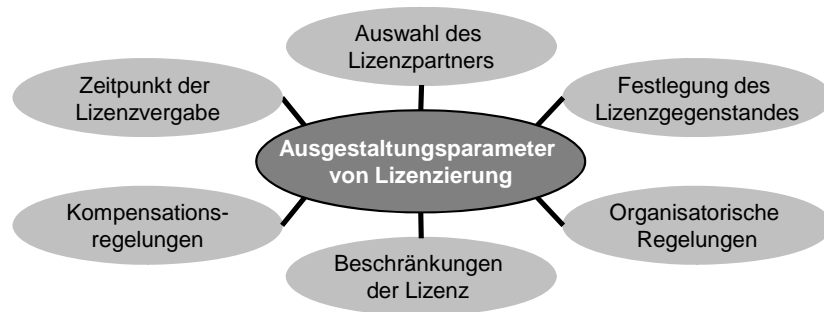 Auswahl des
Lizenzpartners
Zeitpunkt der
Lizenzvergabe
Festlegung des
Lizenzgegenstandes
Ausgestaltungsparameter
von Lizenzierung
Kompensations-
regelungen
Organisatorische
Regelungen
Beschränkungen
der Lizenz